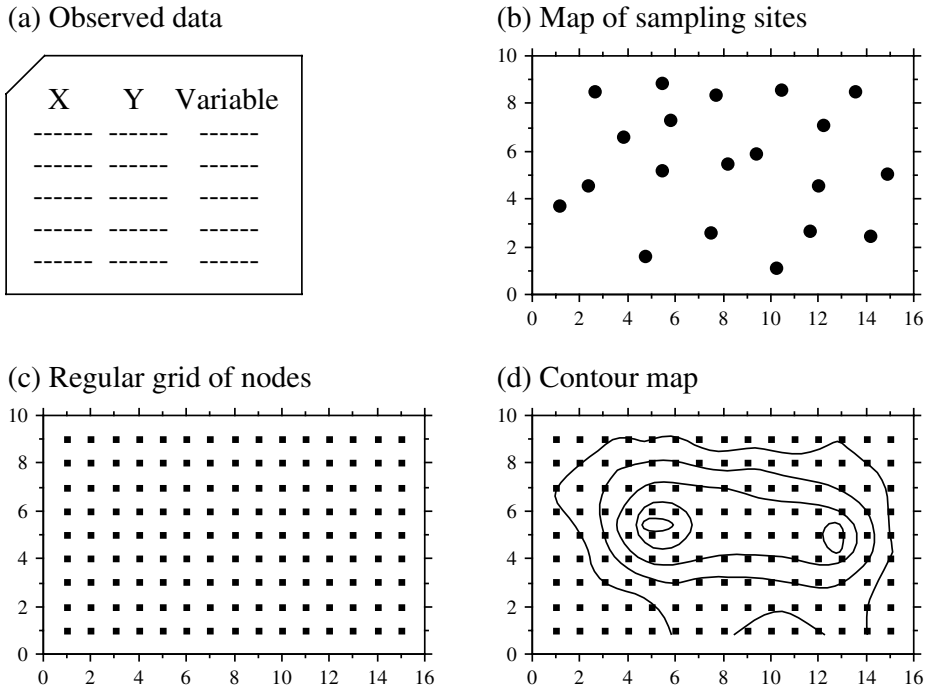 (a) Observed data
X Y Variable
(b) Map of sampling sites
10
8
6
4
2
0
0 2 4 6 8 10 12 14 16
(c) Regular grid of nodes
10
8
6
4
2
0
0 2 4 6 8 10 12 14 16
(d) Contour map
10
8
6
4
2
0
0 2 4 6 8 10 12 14 16